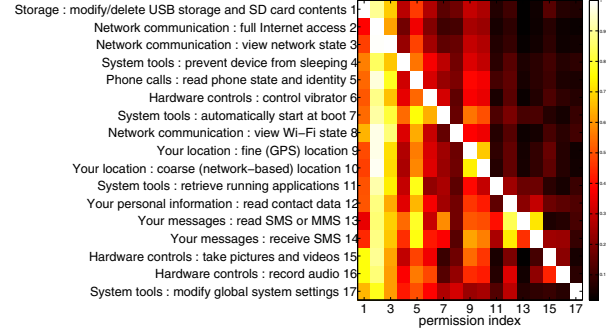 Storage : modify/delete USB storage and SD card contents 1
Network communication : full Internet access 2
Network communication : view network state 3
System tools : prevent device from sleeping 4
Phone calls : read phone state and identity 5
Hardware controls : control vibrator 6
System tools : automatically start at boot 7
Network communication : view Wi-Fi state 8
Your location : fine (GPS) location 9
Your location : coarse (network-based) location 10
System tools : retrieve running applications 11
Your personal information : read contact data 12
Your messages : read SMS or MMS 13
Your messages : receive SMS 14
Hardware controls : take pictures and videos 15
Hardware controls : record audio 16
System tools : modify global system settings 17
1 3 5 7 9 11 13 15 17
permission index